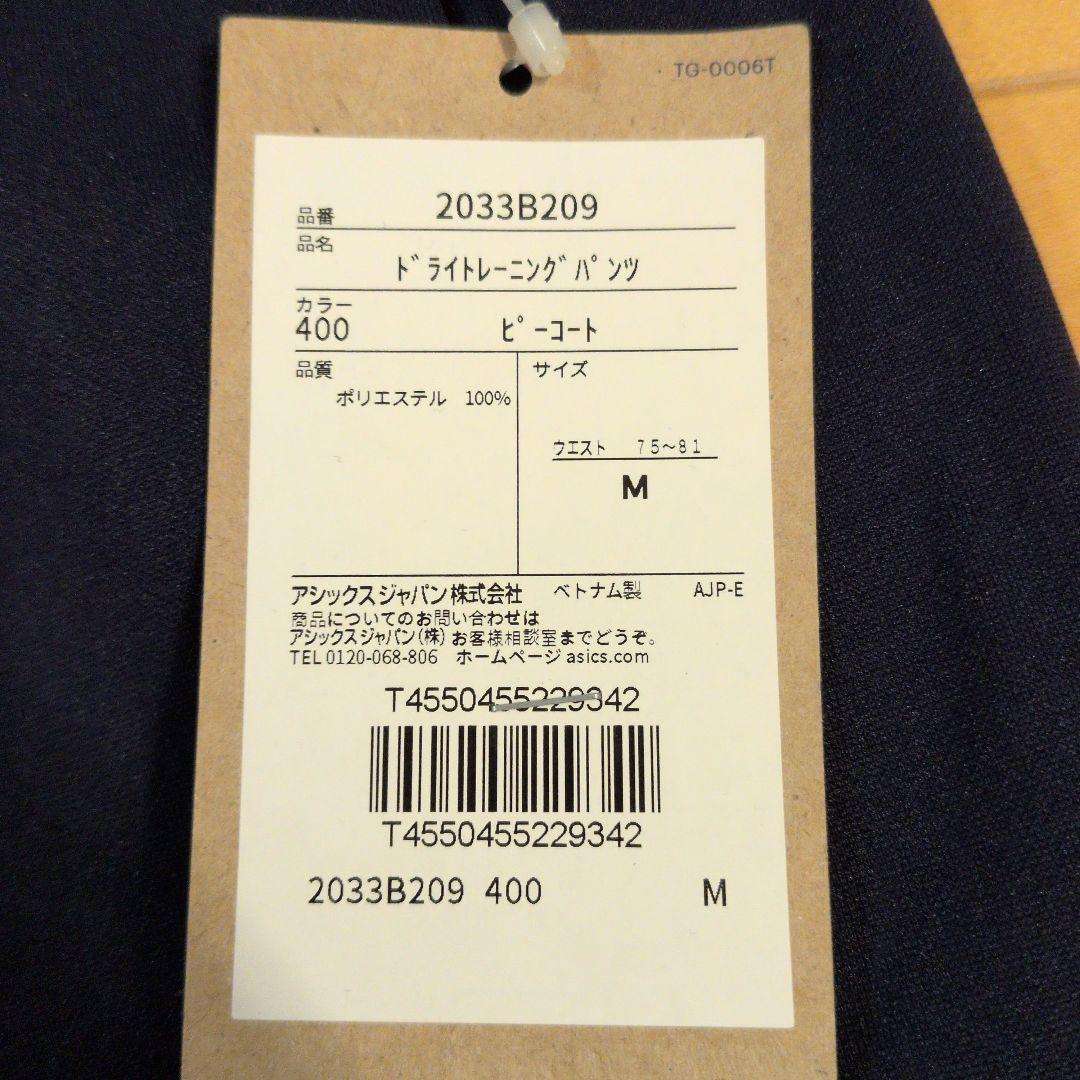 TG-0006T
品番 2033B209
品名
ドライトレーニングパンツ
カラー
400 ピーコート
品質 サイズ
ポリエステル 100%
ウエスト 75~81
M
アシックスジャパン株式会社 ベトナム製 AJP-E
商品についてのお問い合わせは
アシックスジャパン(株)お客様相談室までどうぞ。
TEL 0120-068-806 ホームページ asics.com
T4550455229342
T4550455229342
2033B209 400 M